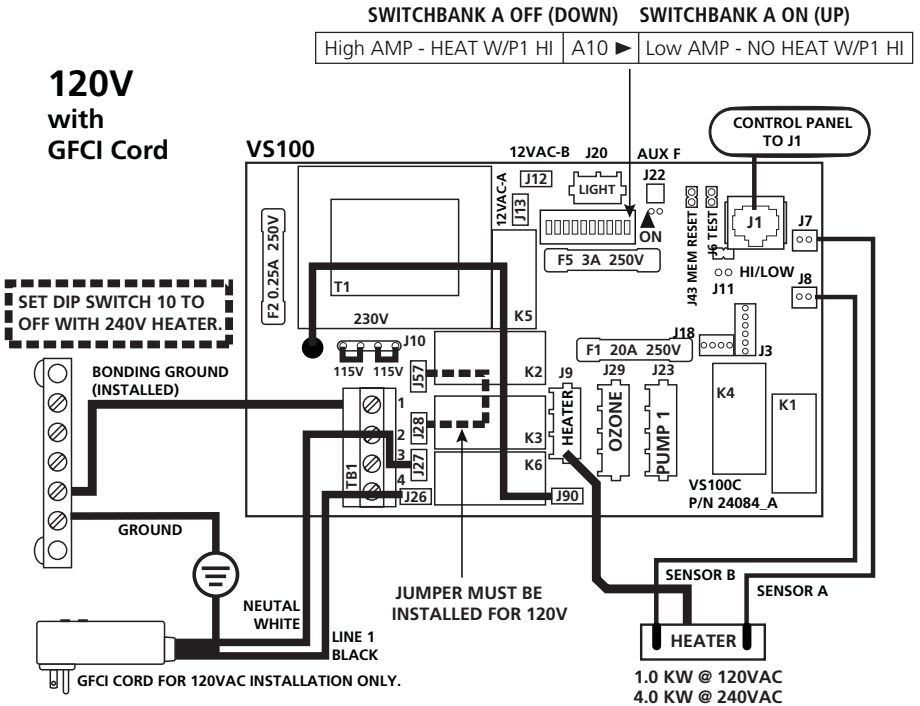 SWITCHBANK A OFF (DOWN) SWITCHBANK A ON (UP)
High AMP - HEAT W/P1 HI A10 ► Low AMP - NO HEAT W/P1 HI
120V
with
GFCI Cord
CONTROL PANEL
TO J1
VS100
12VAC-B J20 AUX F
J12
LIGHT
J22
12VAC-A
J13
ON
J43 MEM RESET
J6 TEST
J1
J7
F2 0.25A 250V
F5 3A 250V
HI/LOW
J11
J8
T1
K5
SET DIP SWITCH 10 TO
OFF WITH 240V HEATER.
230V
J10
115V 115V
J18
J3
F1 20A 250V
BONDING GROUND
(INSTALLED)
J57
K2
J9
J29
J23
K4
K1
1
2
3
4
TB1
J28
K3
HEATER
OZONE
PUMP 1
J27
K6
J26
J90
VS100C
P/N 24084_A
GROUND
JUMPER MUST BE
INSTALLED FOR 120V
SENSOR B
SENSOR A
NEUTAL
WHITE
LINE 1
BLACK
HEATER
GFCI CORD FOR 120VAC INSTALLATION ONLY.
1.0 KW @ 120VAC
4.0 KW @ 240VAC